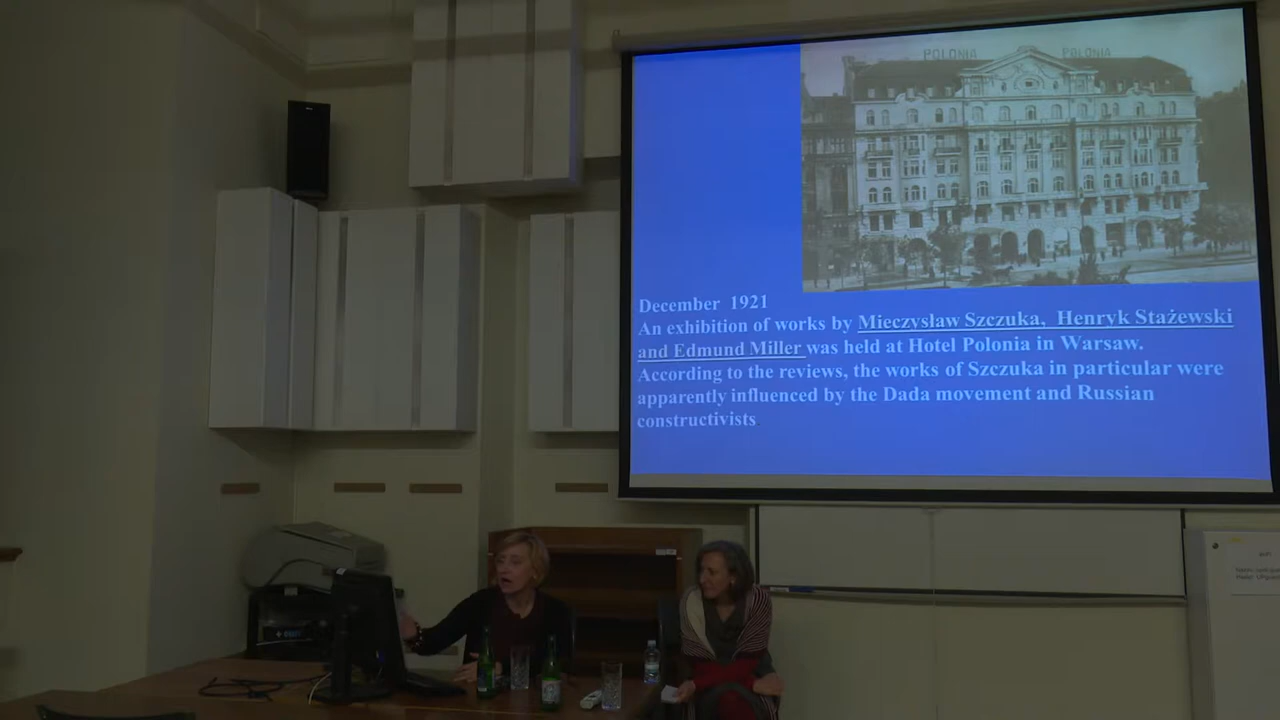 POLONIA POLONIA
December 1921
An exhibition of works by Mieczysław Szczuka, Henryk Stażewski
and Edmund Miller was held at Hotel Polonia in Warsaw.
According to the reviews, the works of Szczuka in particular were
apparently influenced by the Dada movement and Russian
constructivists.